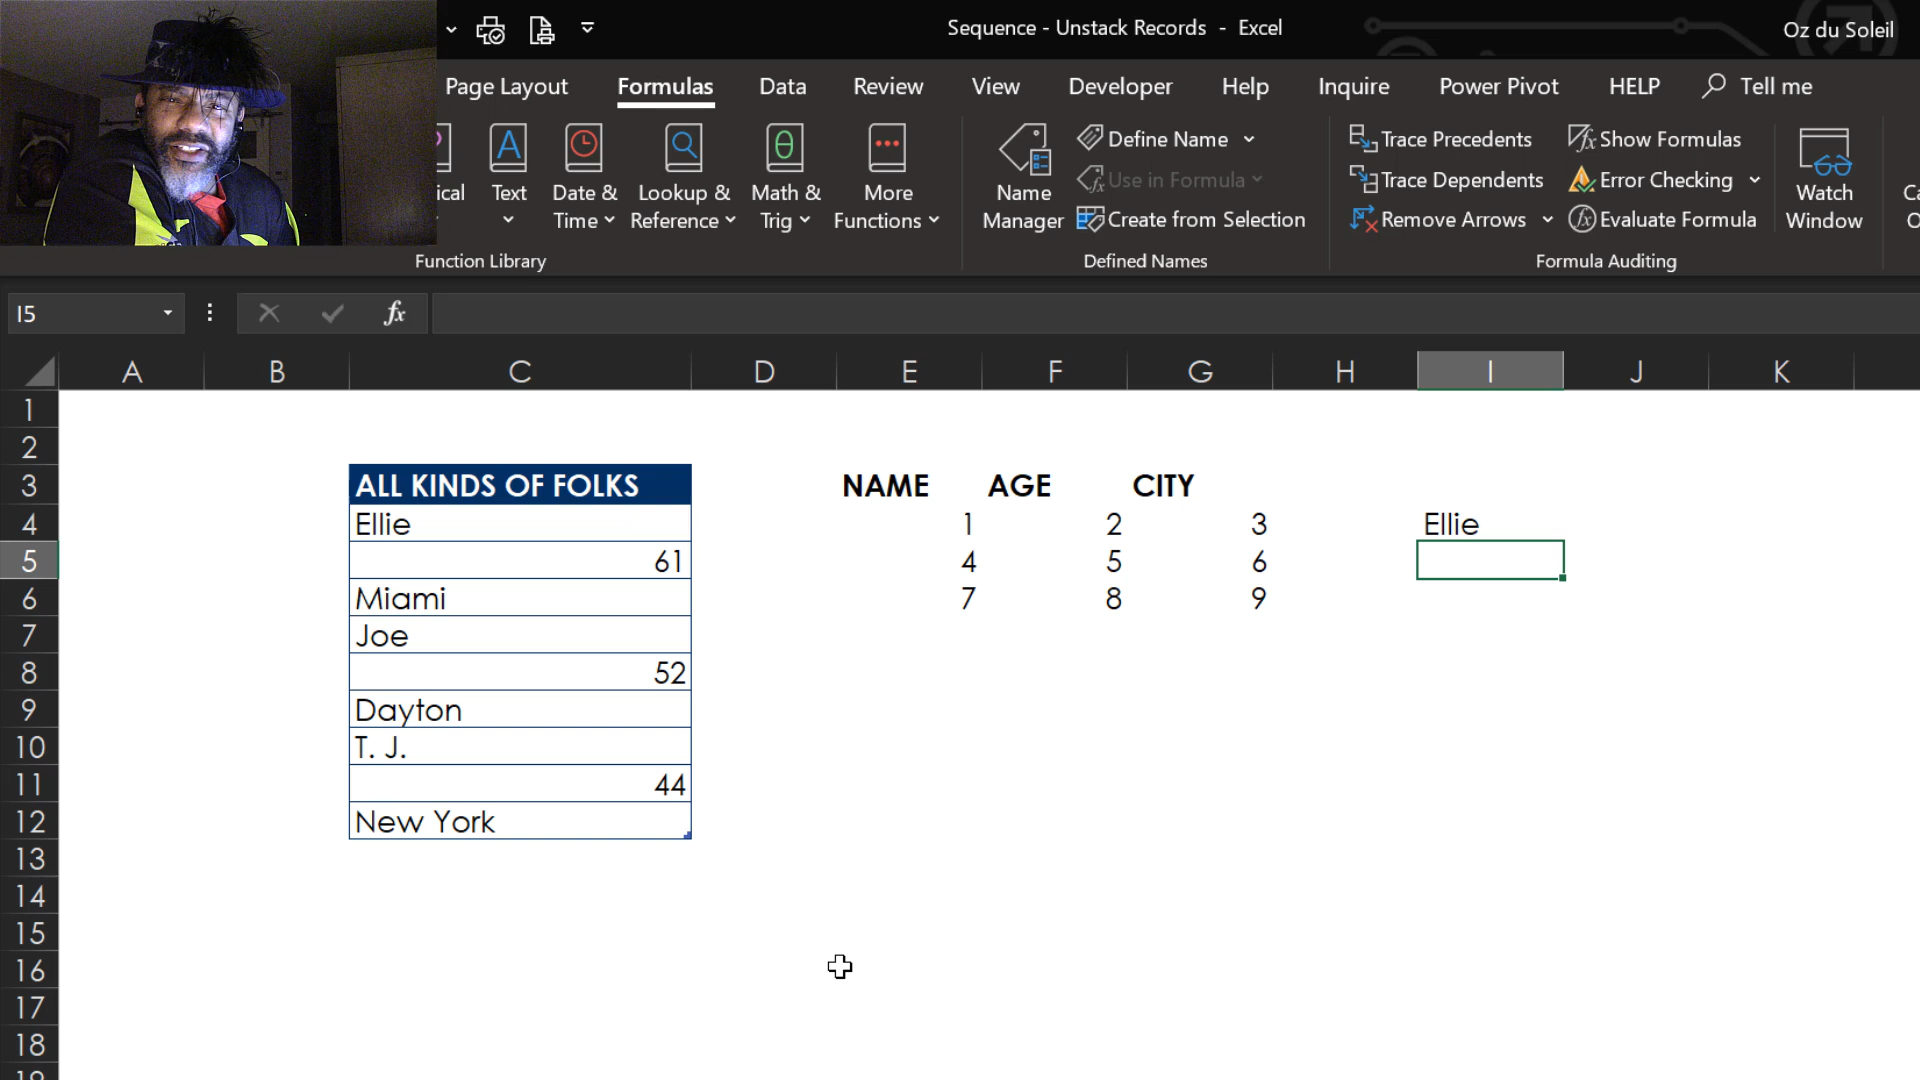 Sequence - Unstack Records - Excel
Oz du Soleil
Page Layout Formulas Data Review View Developer Help Inquire Power Pivot HELP Tell me
Text
Date & Time
Lookup & Reference
Math & Trig
More Functions
Function Library
Name Manager
Define Name
Use in Formula
Create from Selection
Defined Names
Trace Precedents
Trace Dependents
Remove Arrows
Show Formulas
Error Checking
Evaluate Formula
Formula Auditing
Watch Window
I5
fx
A B C D E F G H I J K
1
2
3 ALL KINDS OF FOLKS NAME AGE CITY
4 Ellie 1 2 3 Ellie
5 61 4 5 6
6 Miami 7 8 9
7 Joe
8 52
9 Dayton
10 T. J.
11 44
12 New York
13
14
15
16
17
18